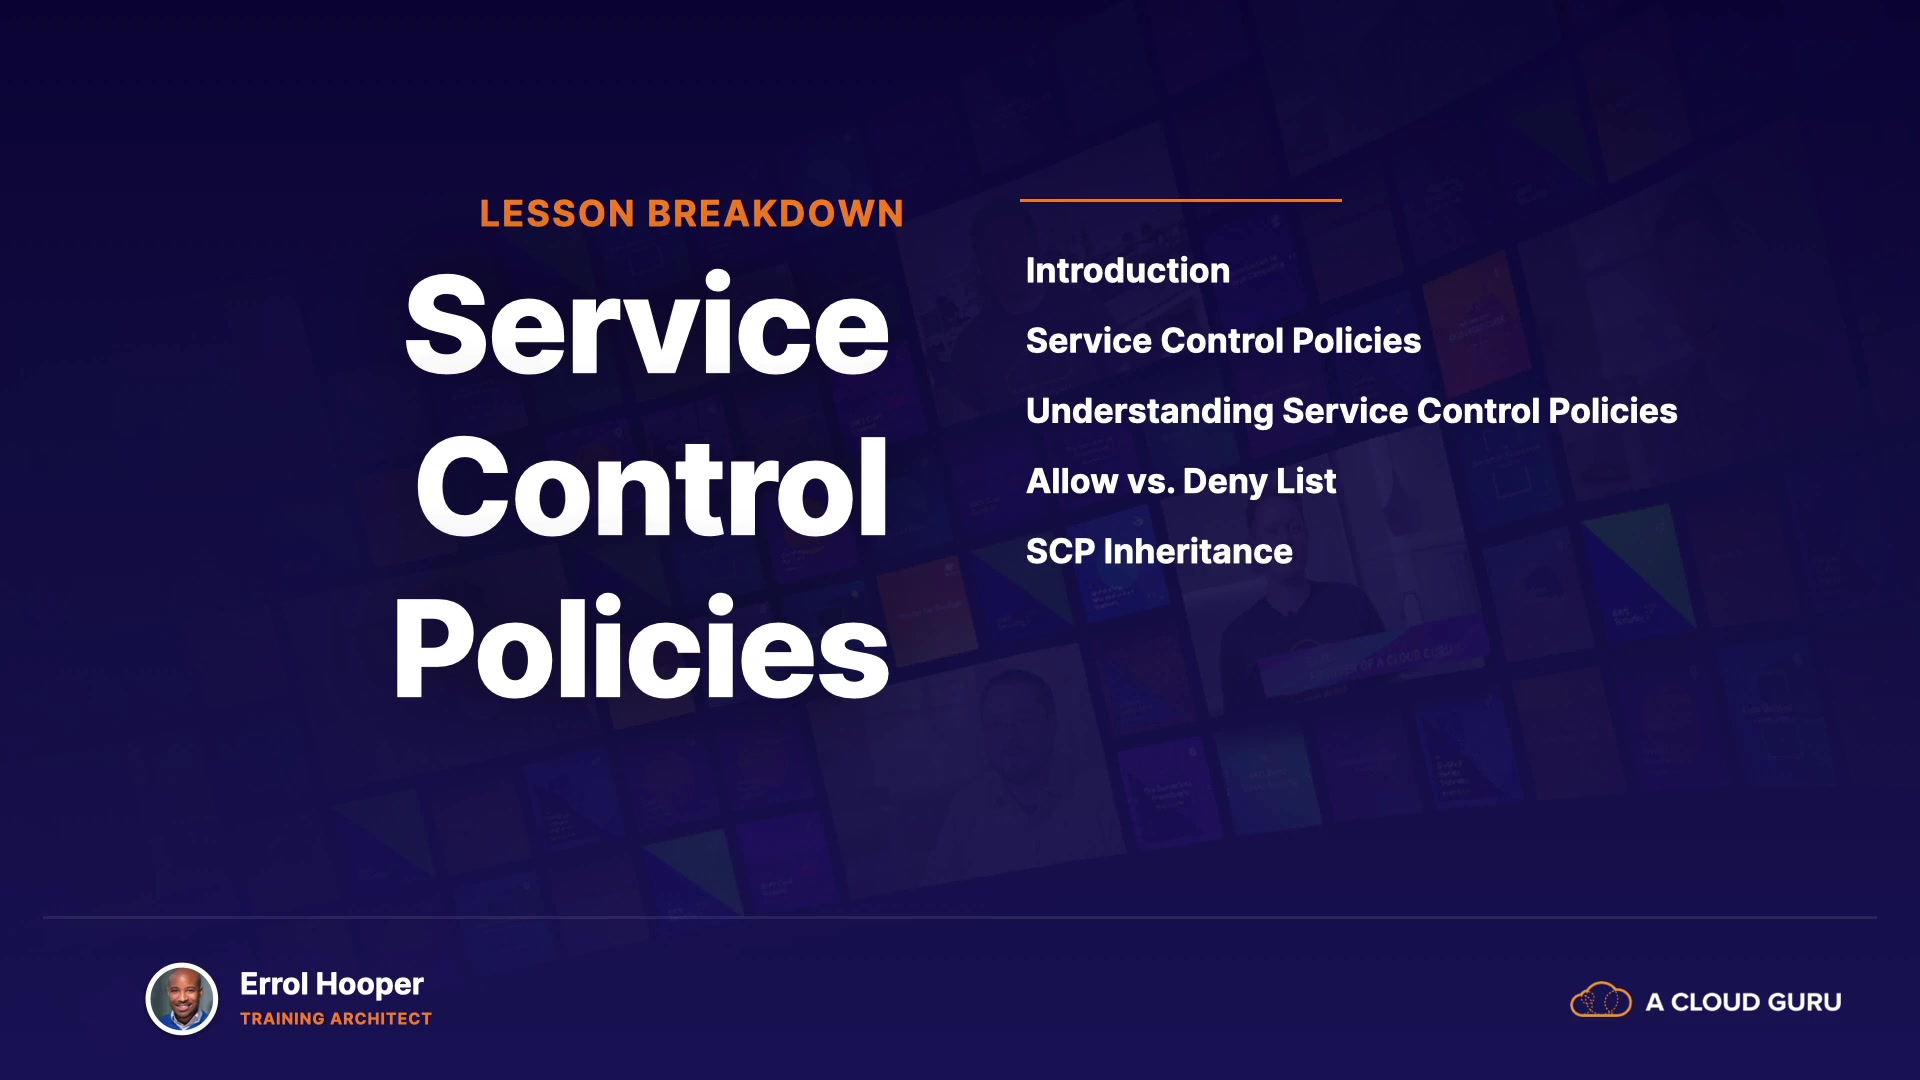 LESSON BREAKDOWN
Service
Control
Policies
Introduction
Service Control Policies
Understanding Service Control Policies
Allow vs. Deny List
SCP Inheritance
Errol Hooper
TRAINING ARCHITECT
A CLOUD GURU